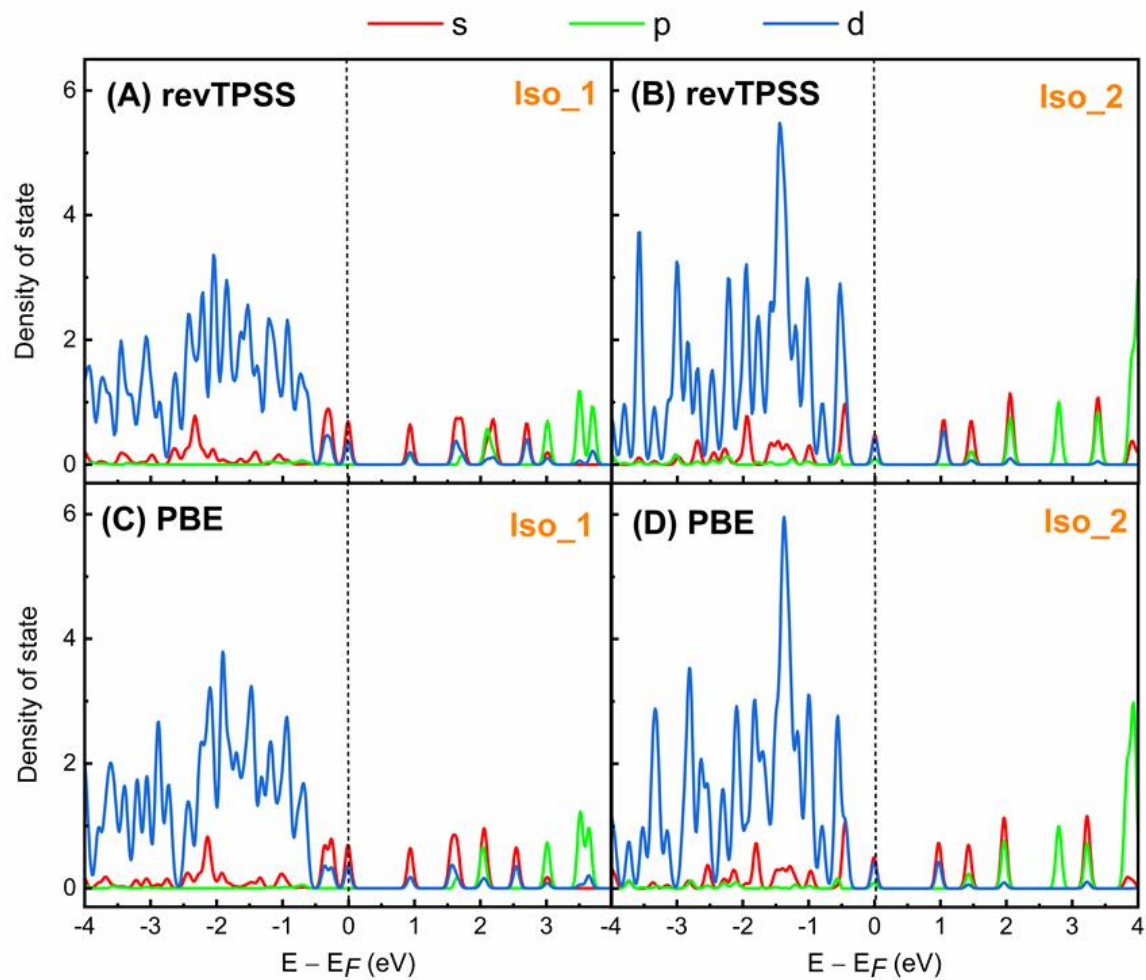 s p d
(A) revTPSS Iso_1 (B) revTPSS Iso_2
6
4
2
0
Density of state
(C) PBE Iso_1 (D) PBE Iso_2
6
4
2
0
Density of state
-4 -3 -2 -1 0 1 2 3 -4 -3 -2 -1 0 1 2 3 4
E – EF (eV) E – EF (eV)